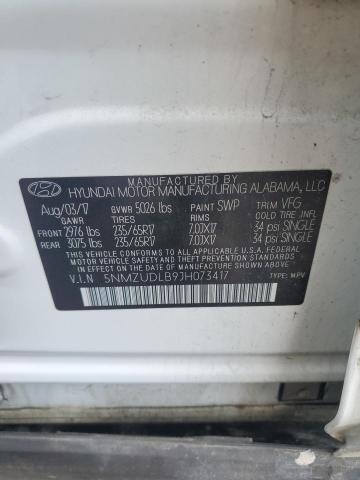 MANUFACTURED BY
HYUNDAI MOTOR MANUFACTURING ALABAMA, LLC
Aug/03/17 GVWR 5026 lbs PAINT SWP TRIM VFG
GAWR TIRES RIMS COLD TIRE INFL
FRONT 2976 lbs 235/65R17 7.0JX17 34 psi SINGLE
REAR 3075 lbs 235/65R17 7.0JX17 34 psi SINGLE
THIS VEHICLE CONFORMS TO ALL APPLICABLE U.S.A. FEDERAL
MOTOR VEHICLE SAFETY STANDARDS IN EFFECT ON THE DATE OF MANUFACTURE SHOWN ABOVE.
V.I.N 5NMZUDLB9JH073417 TYPE: MPV